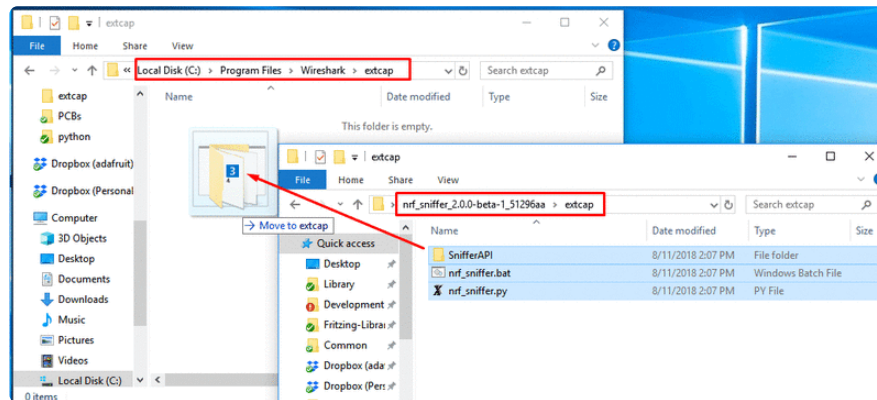 extcap
File Home Share View
Local Disk (C:) › Program Files › Wireshark › extcap
Search extcap
Name Date modified Type Size
This folder is empty.
extcap
PCBs
python
Dropbox (adafruit)
Dropbox (Personal
Computer
3D Objects
Desktop
Documents
Downloads
Music
Pictures
Videos
Local Disk (C:)
0 items
3
Move to extcap
extcap
File Home Share View
nrf_sniffer_2.0.0-beta-1_51296aa › extcap
Search extcap
Name Date modified Type Size
SnifferAPI 8/11/2018 2:07 PM File folder
nrf_sniffer.bat 8/11/2018 2:07 PM Windows Batch File
nrf_sniffer.py 8/11/2018 2:07 PM PY File
Quick access
Desktop
Library
Development
Fritzing-Librar
Common
Dropbox (ada
Dropbox (Pers